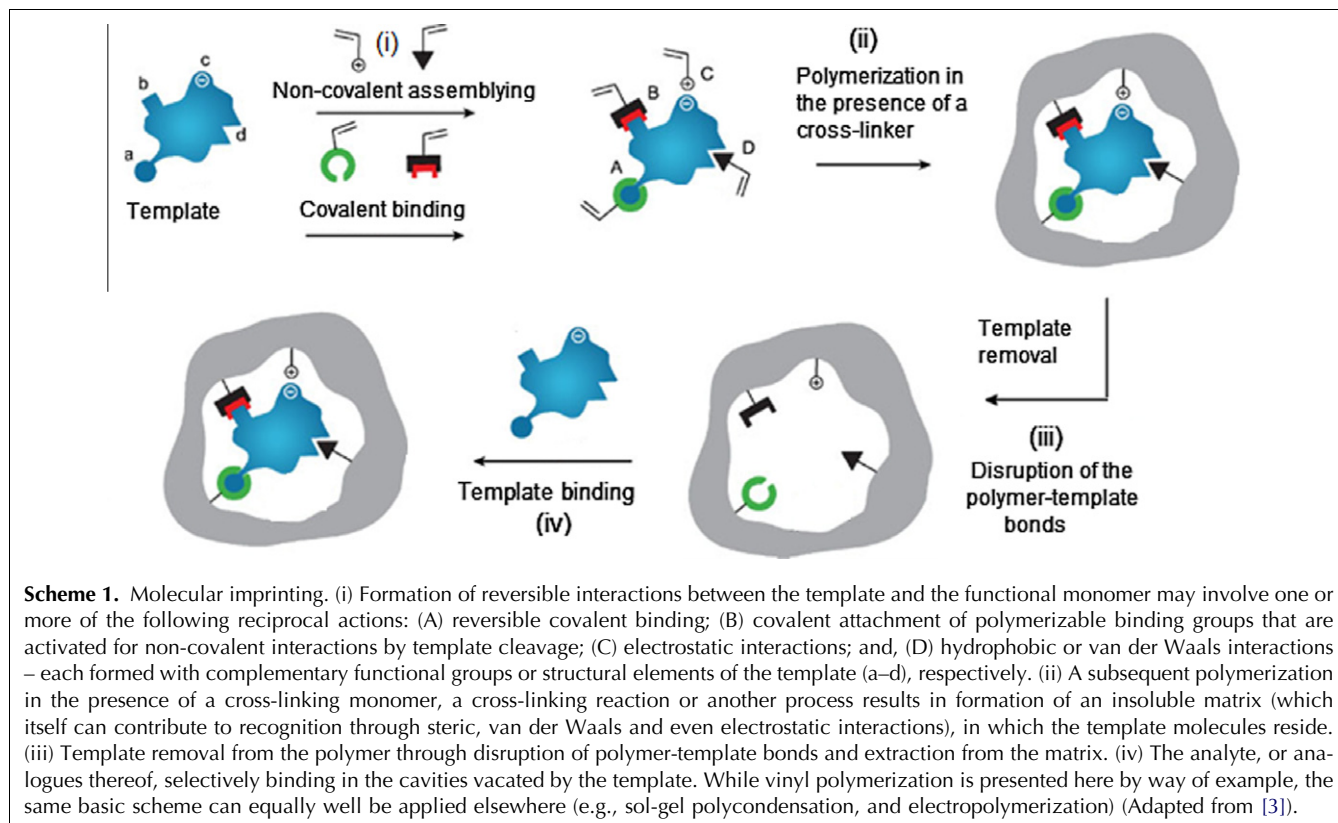 (i)
(ii)
c
⊖
⊕
b
Non-covalent assemblying
a
d
Template
Covalent binding
C
⊕
⊖
B
A
D
Polymerization in
the presence of a
cross-linker
⊕
⊖
Template
removal
(iii)
Disruption of the
polymer-template
bonds
⊕
⊖
Template binding
(iv)
⊕
⊖
Scheme 1. Molecular imprinting. (i) Formation of reversible interactions between the template and the functional monomer may involve one or
more of the following reciprocal actions: (A) reversible covalent binding; (B) covalent attachment of polymerizable binding groups that are
activated for non-covalent interactions by template cleavage; (C) electrostatic interactions; and, (D) hydrophobic or van der Waals interactions
– each formed with complementary functional groups or structural elements of the template (a–d), respectively. (ii) A subsequent polymerization
in the presence of a cross-linking monomer, a cross-linking reaction or another process results in formation of an insoluble matrix (which
itself can contribute to recognition through steric, van der Waals and even electrostatic interactions), in which the template molecules reside.
(iii) Template removal from the polymer through disruption of polymer-template bonds and extraction from the matrix. (iv) The analyte, or ana-
logues thereof, selectively binding in the cavities vacated by the template. While vinyl polymerization is presented here by way of example, the
same basic scheme can equally well be applied elsewhere (e.g., sol-gel polycondensation, and electropolymerization) (Adapted from [3]).